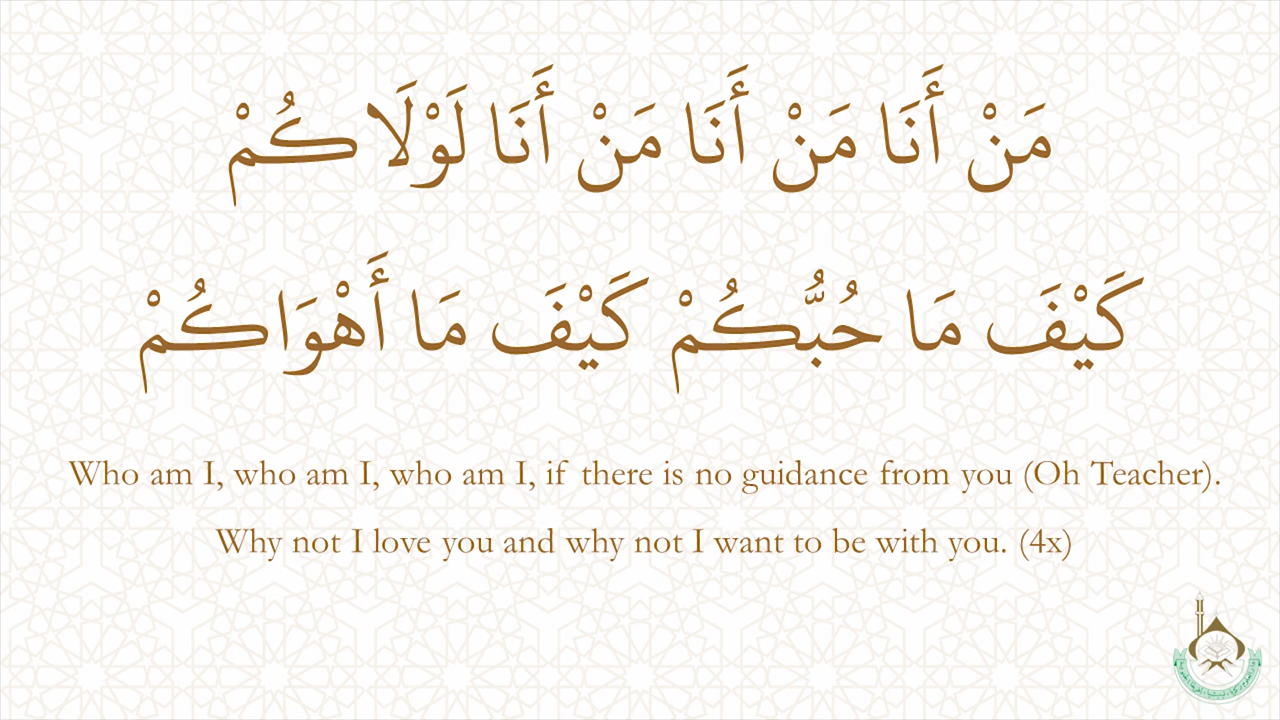 مَنْ أَنَا مَنْ أَنَا مَنْ أَنَا لَوْلَاكُمْ
كَيْفَ مَا حُبُّكُمْ كَيْفَ مَا أَهْوَاكُمْ
Who am I, who am I, who am I, if there is no guidance from you (Oh Teacher).
Why not I love you and why not I want to be with you. (4x)